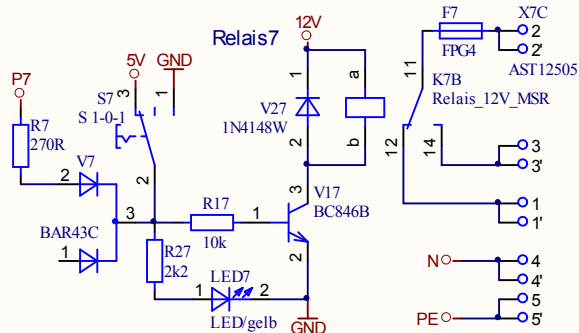 Relais7
12V
F7
X7C
FPG4
2
2'
AST12505
5V
GND
P7
S7
3
1
S 1-0-1
R7
270R
1
a
V27
1N4148W
2
b
11
K7B
Relais_12V_MSR
12
14
3
3'
V7
2
2
3
R17
10k
1
3
V17
BC846B
2
1
1'
BAR43C
1
R27
2k2
LED7
1
2
LED/gelb
GND
N
4
4'
PE
5
5'